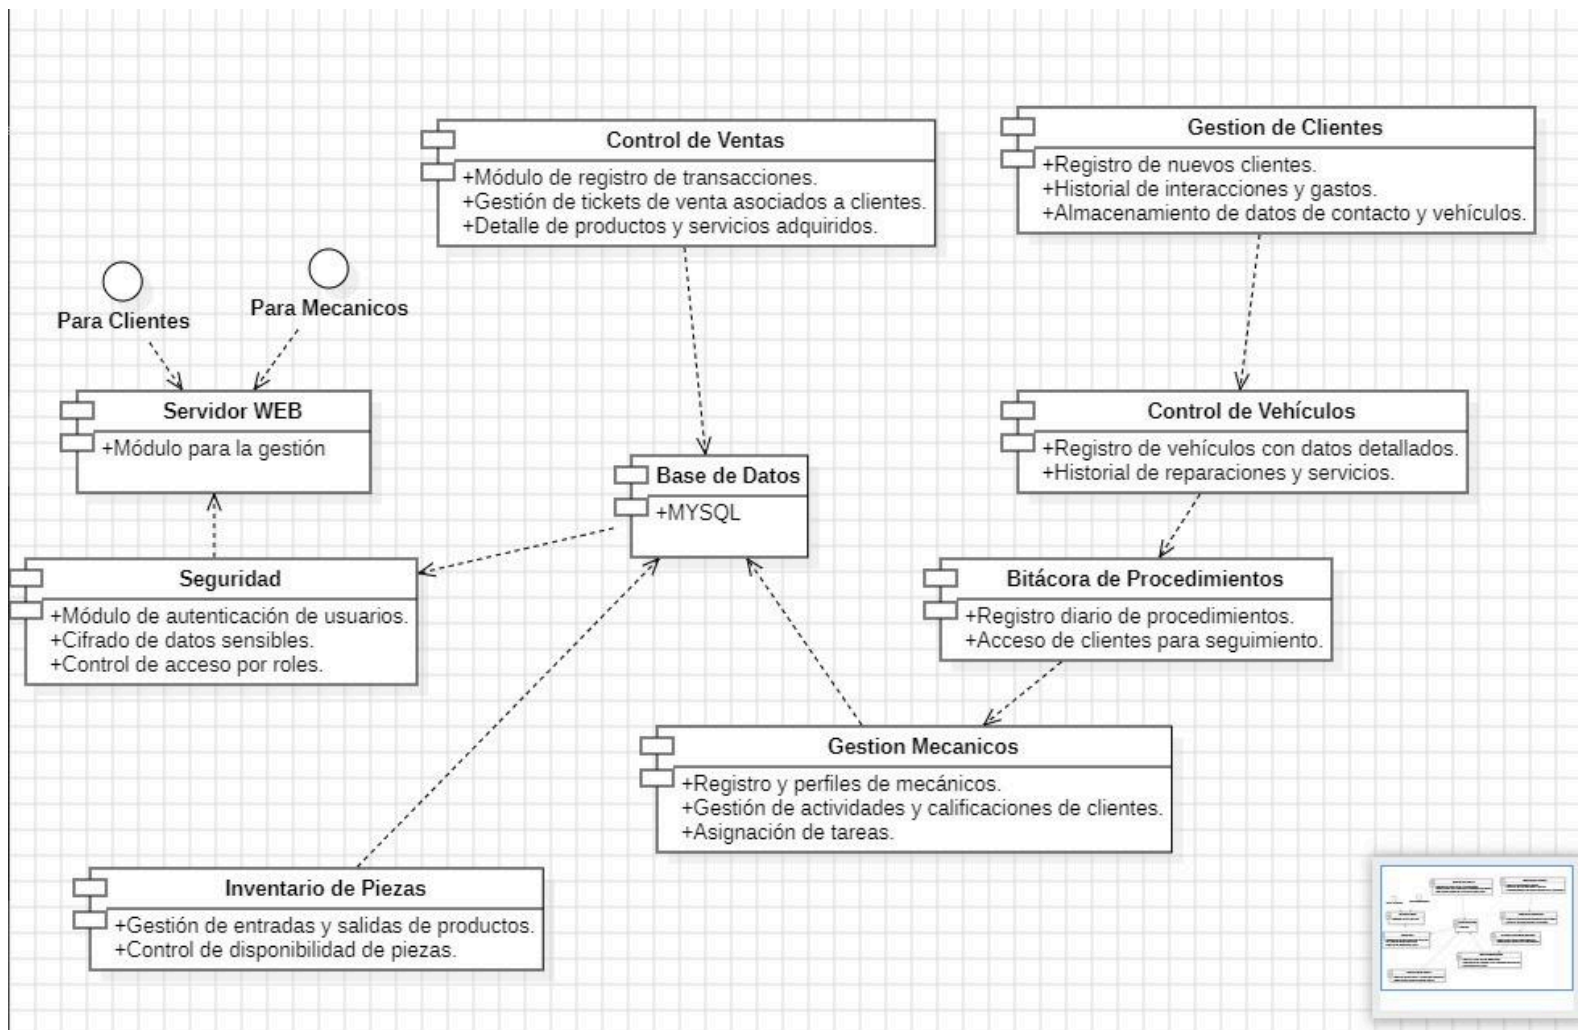 Control de Ventas
+Módulo de registro de transacciones.
+Gestión de tickets de venta asociados a clientes.
+Detalle de productos y servicios adquiridos.
Gestion de Clientes
+Registro de nuevos clientes.
+Historial de interacciones y gastos.
+Almacenamiento de datos de contacto y vehículos.
Para Clientes
Para Mecanicos
Servidor WEB
+Módulo para la gestión
Control de Vehículos
+Registro de vehículos con datos detallados.
+Historial de reparaciones y servicios.
Base de Datos
+MYSQL
Seguridad
+Módulo de autenticación de usuarios.
+Cifrado de datos sensibles.
+Control de acceso por roles.
Bitácora de Procedimientos
+Registro diario de procedimientos.
+Acceso de clientes para seguimiento.
Gestion Mecanicos
+Registro y perfiles de mecánicos.
+Gestión de actividades y calificaciones de clientes.
+Asignación de tareas.
Inventario de Piezas
+Gestión de entradas y salidas de productos.
+Control de disponibilidad de piezas.